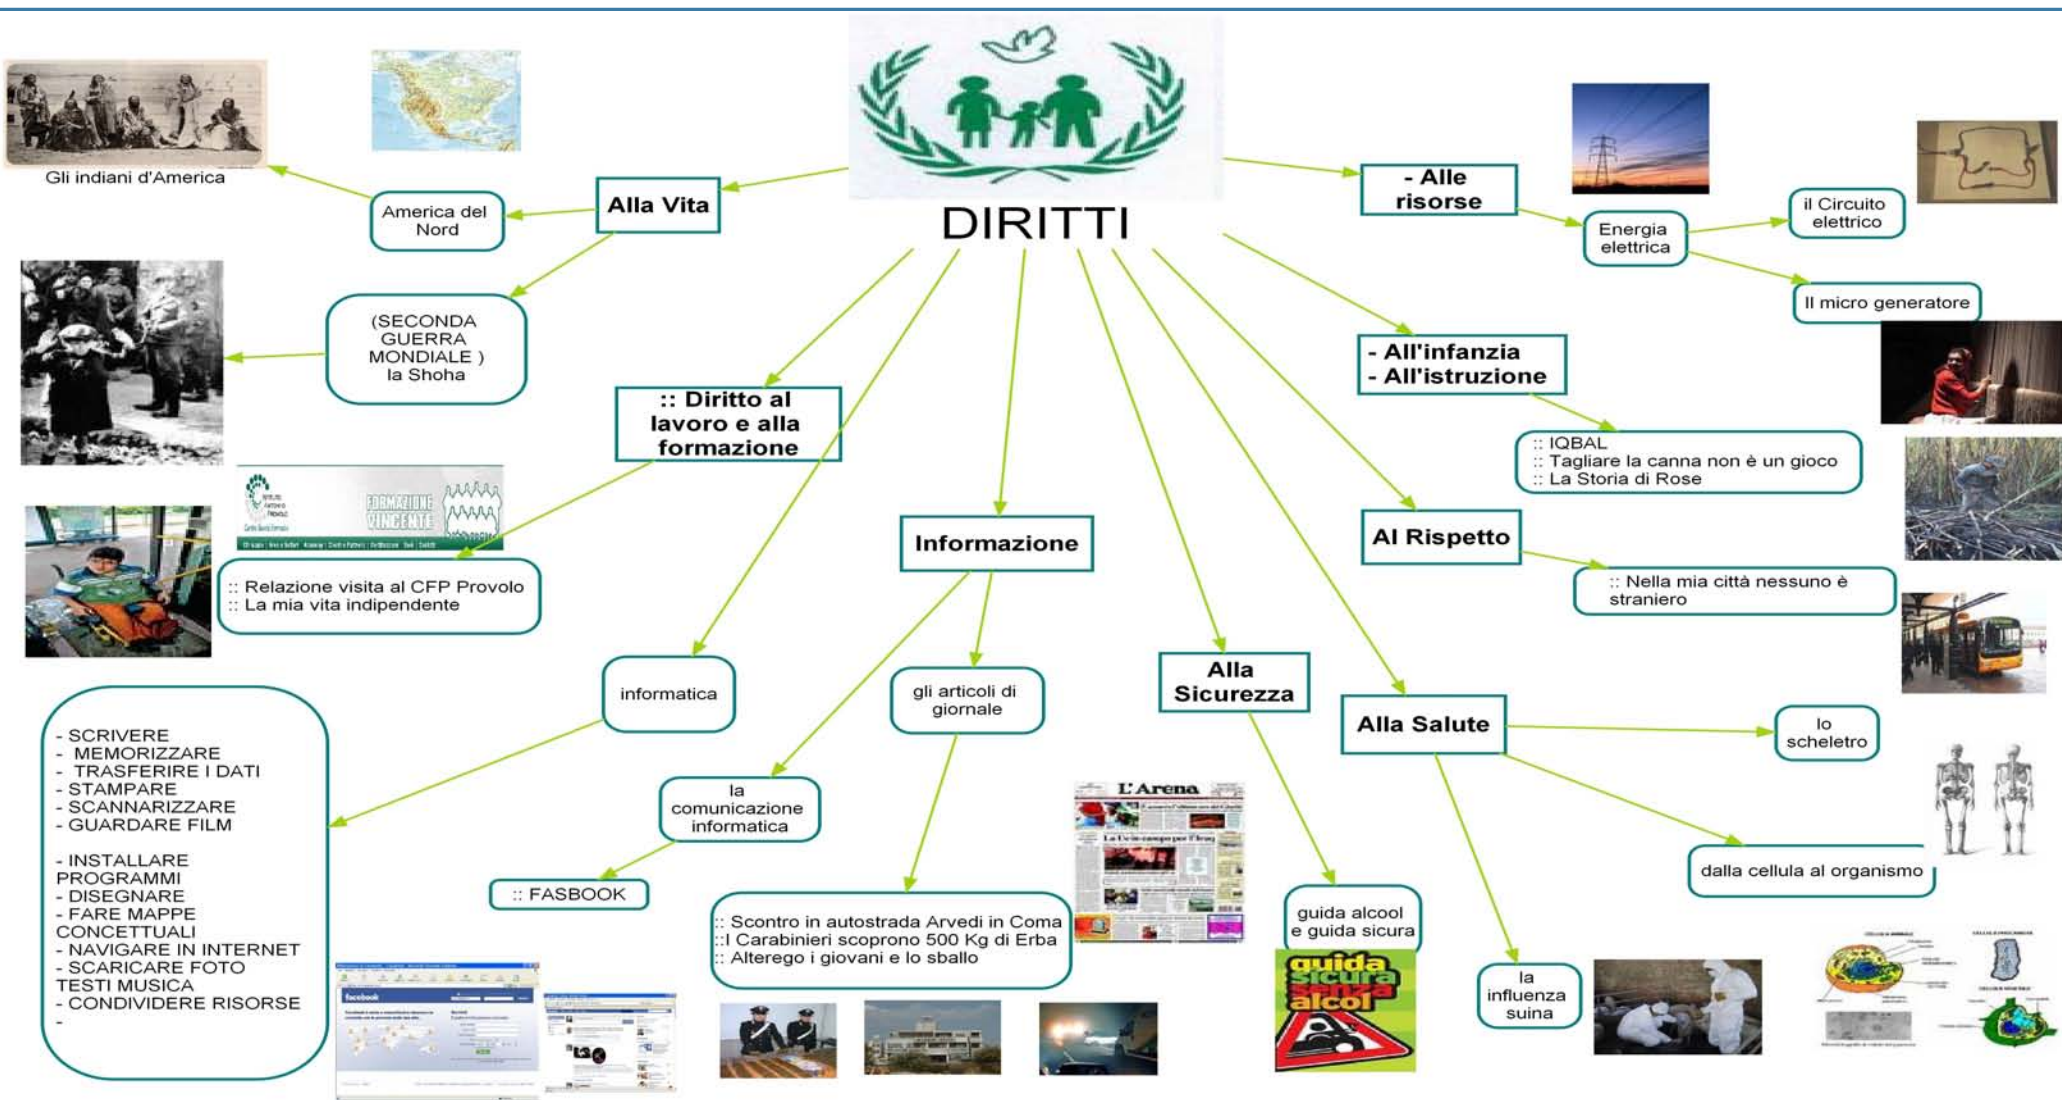 DIRITTI
Gli indiani d'America
America del
Nord
Alla Vita
(SECONDA
GUERRA
MONDIALE )
la Shoha
:: Diritto al
lavoro e alla
formazione
FORMAZIONE
VINCENTE
:: Relazione visita al CFP Provolo
:: La mia vita indipendente
informatica
- SCRIVERE
- MEMORIZZARE
- TRASFERIRE I DATI
- STAMPARE
- SCANNARIZZARE
- GUARDARE FILM
- INSTALLARE
PROGRAMMI
- DISEGNARE
- FARE MAPPE
CONCETTUALI
- NAVIGARE IN INTERNET
- SCARICARE FOTO
TESTI MUSICA
- CONDIVIDERE RISORSE
-
Informazione
gli articoli di
giornale
la
comunicazione
informatica
:: FASBOOK
facebook
:: Scontro in autostrada Arvedi in Coma
::I Carabinieri scoprono 500 Kg di Erba
:: Alterego i giovani e lo sballo
L'Arena
Alla
Sicurezza
guida alcool
e guida sicura
guida
sicura
senza
alcol
Alla Salute
lo
scheletro
dalla cellula al organismo
la
influenza
suina
Al Rispetto
:: Nella mia città nessuno è
straniero
- All'infanzia
- All'istruzione
:: IQBAL
:: Tagliare la canna non è un gioco
:: La Storia di Rose
- Alle
risorse
Energia
elettrica
il Circuito
elettrico
Il micro generatore